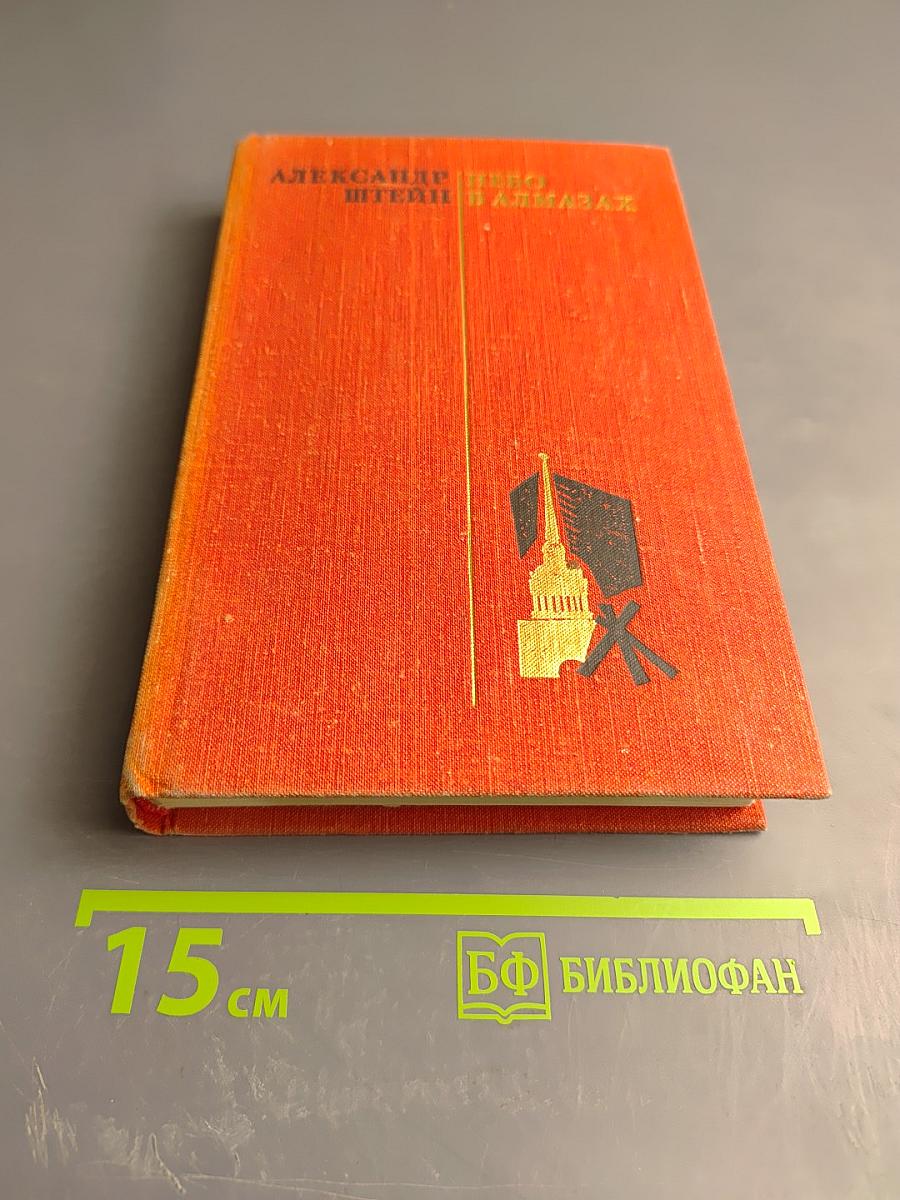 АЛЕКСАНДР
ШТЕЙН
НЕБО
В АЛМАЗАХ
15 см
БФ БИБЛИОФАН